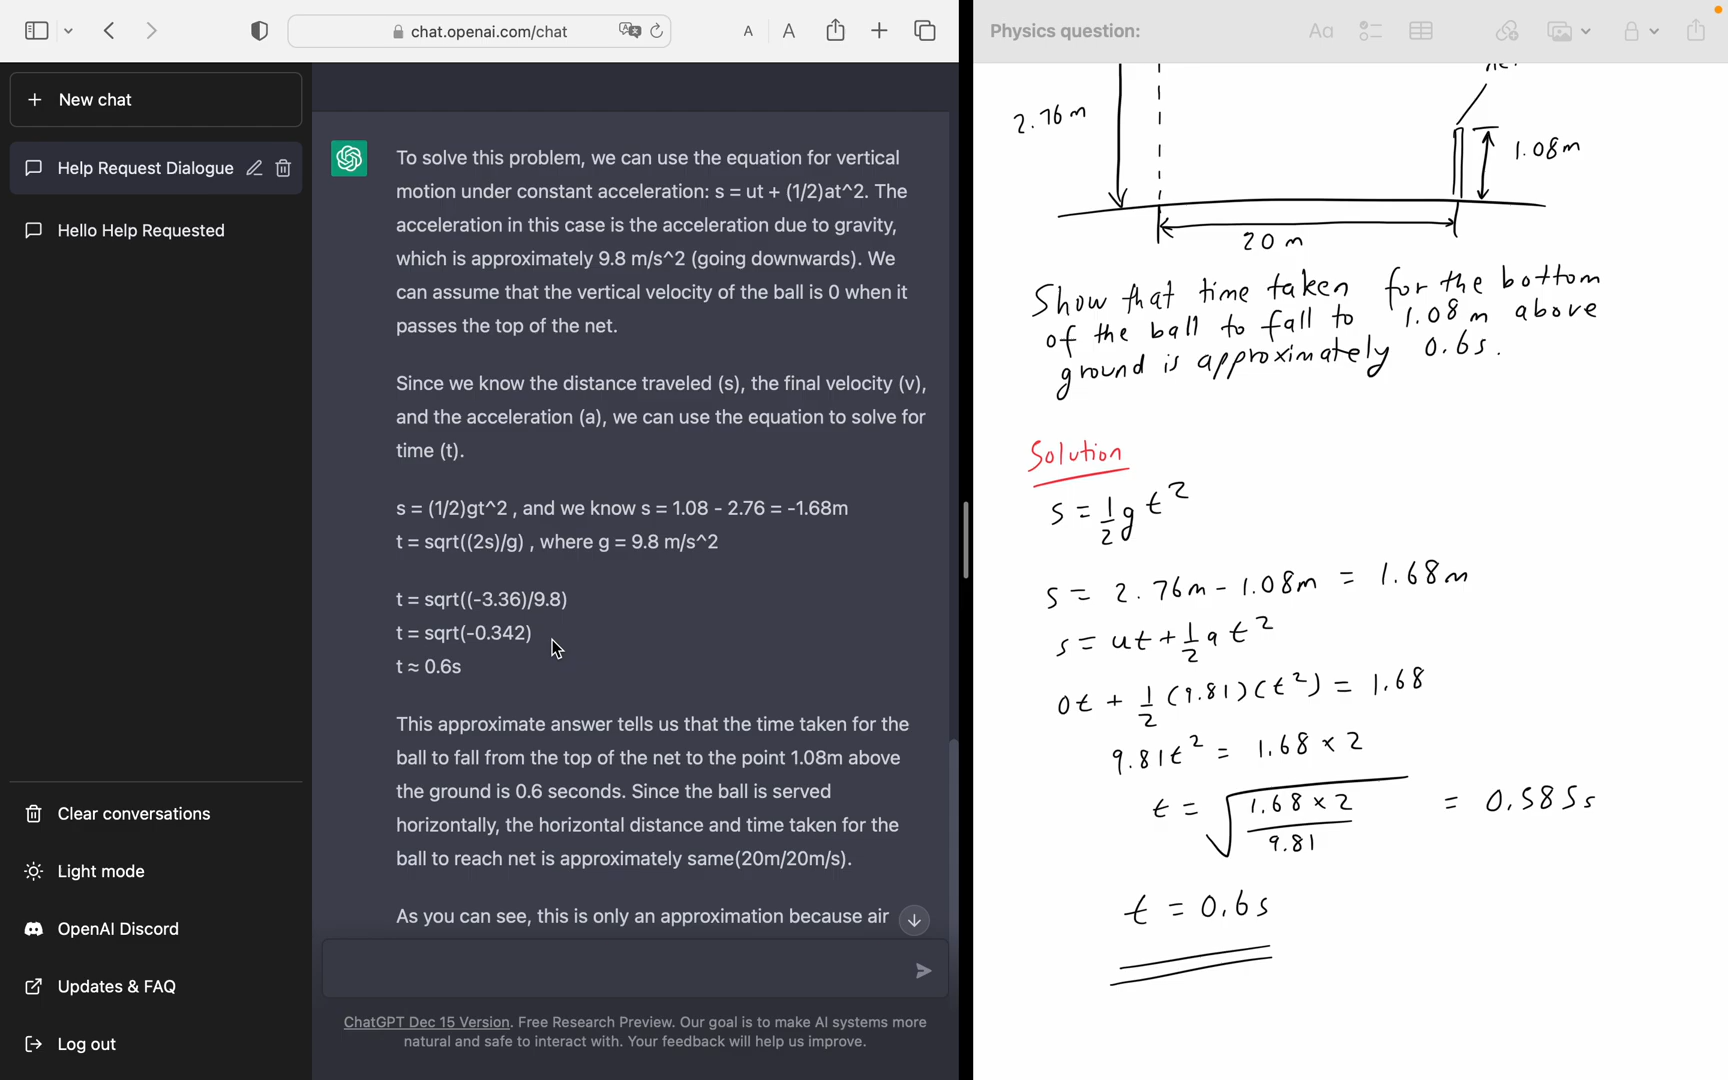 chat.openai.com/chat
A A
New chat
Help Request Dialogue
Hello Help Requested
Clear conversations
Light mode
OpenAI Discord
Updates & FAQ
Log out
To solve this problem, we can use the equation for vertical
motion under constant acceleration: s = ut + (1/2)at^2. The
acceleration in this case is the acceleration due to gravity,
which is approximately 9.8 m/s^2 (going downwards). We
can assume that the vertical velocity of the ball is 0 when it
passes the top of the net.
Since we know the distance traveled (s), the final velocity (v),
and the acceleration (a), we can use the equation to solve for
time (t).
s = (1/2)gt^2 , and we know s = 1.08 - 2.76 = -1.68m
t = sqrt((2s)/g) , where g = 9.8 m/s^2
t = sqrt((-3.36)/9.8)
t = sqrt(-0.342)
t ≈ 0.6s
This approximate answer tells us that the time taken for the
ball to fall from the top of the net to the point 1.08m above
the ground is 0.6 seconds. Since the ball is served
horizontally, the horizontal distance and time taken for the
ball to reach net is approximately same(20m/20m/s).
As you can see, this is only an approximation because air
ChatGPT Dec 15 Version. Free Research Preview. Our goal is to make AI systems more
natural and safe to interact with. Your feedback will help us improve.
Physics question:
Aa
2.76 m
1.08m
20 m
Show that time taken for the bottom
of the ball to fall to 1.08 m above
ground is approximately 0.6s.
Solution
s = 1/2 g t²
s = 2.76m - 1.08m = 1.68m
s = ut + 1/2 a t²
0t + 1/2 (9.81)(t²) = 1.68
9.81t² = 1.68 × 2
t = √(1.68 × 2 / 9.81) = 0.585s
t = 0.6s